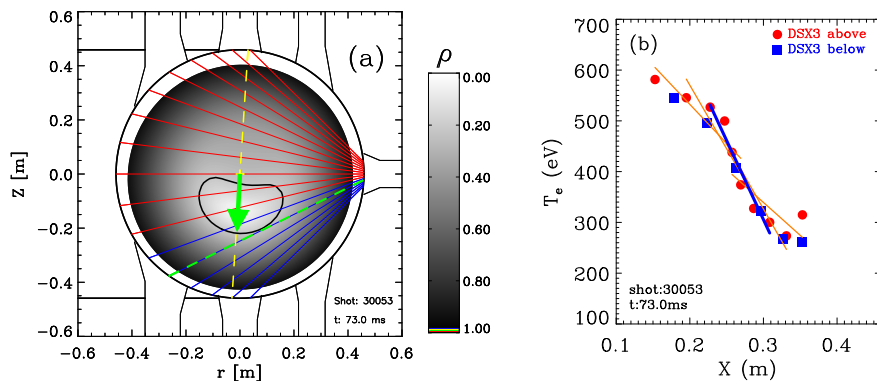 (a)
Z [m]
0.6
0.4
0.2
0.0
−0.2
−0.4
−0.6
−0.6 −0.4 −0.2 0.0 0.2 0.4 0.6
r [m]
Shot: 30053
t: 73.0 ms
ρ
0.00
0.20
0.40
0.60
0.80
1.00
(b)
DSX3 above
DSX3 below
T_e (eV)
700
600
500
400
300
200
100
shot:30053
t:73.0ms
0.1 0.2 0.3 0.4
X (m)